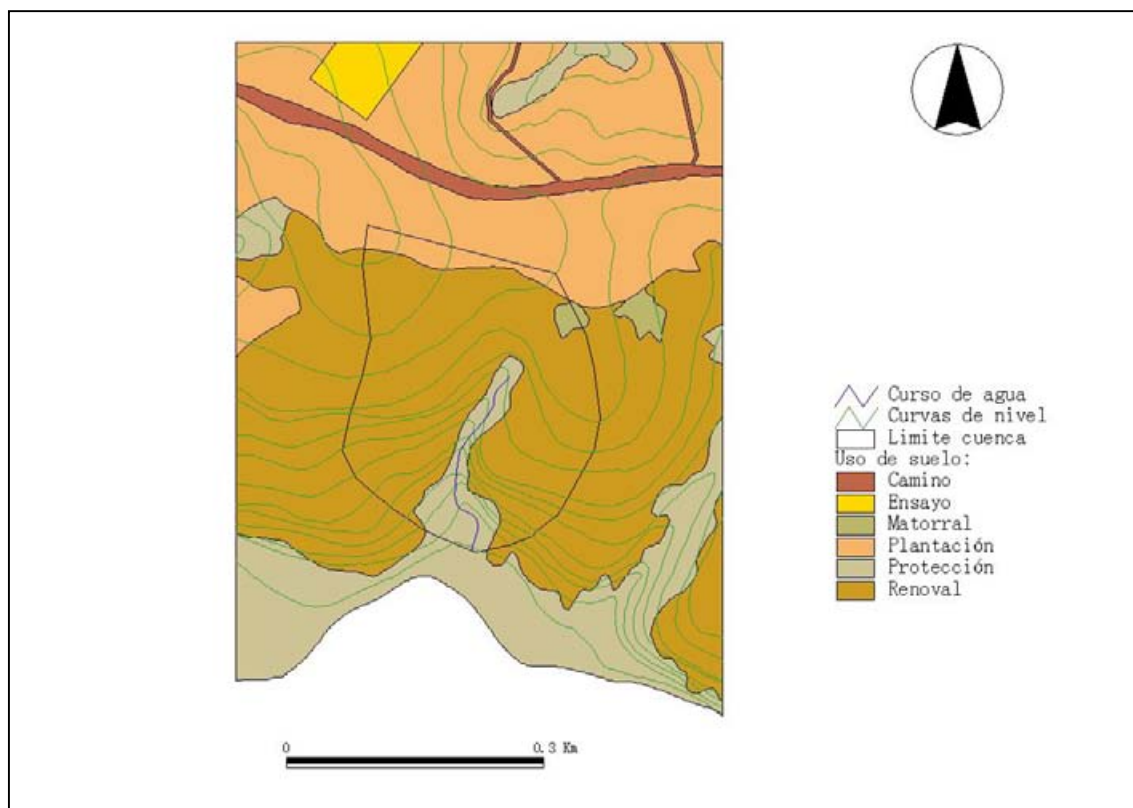 Curso de agua
Curvas de nivel
Limite cuenca
Uso de suelo:
Camino
Ensayo
Matorral
Plantación
Protección
Renoval
0 0.3 Km